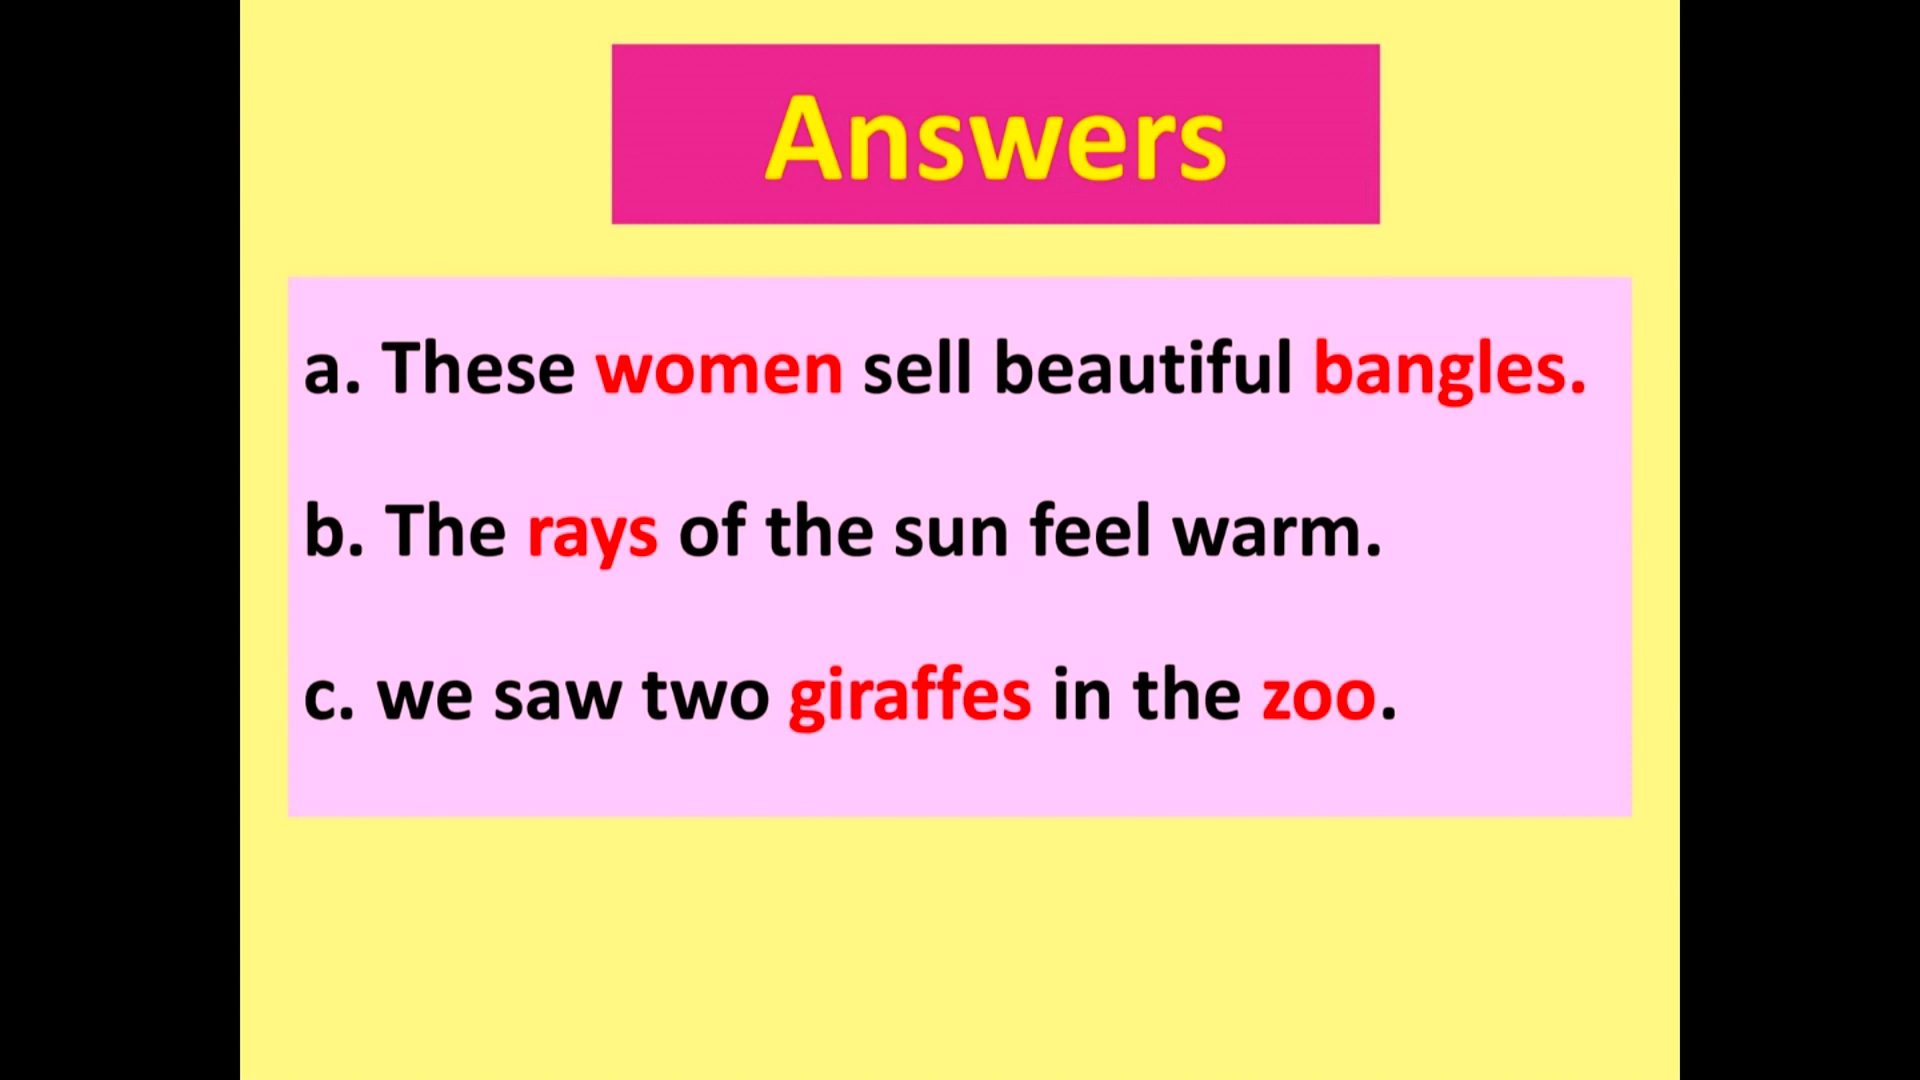 Answers
a. These women sell beautiful bangles.
b. The rays of the sun feel warm.
c. we saw two giraffes in the zoo.